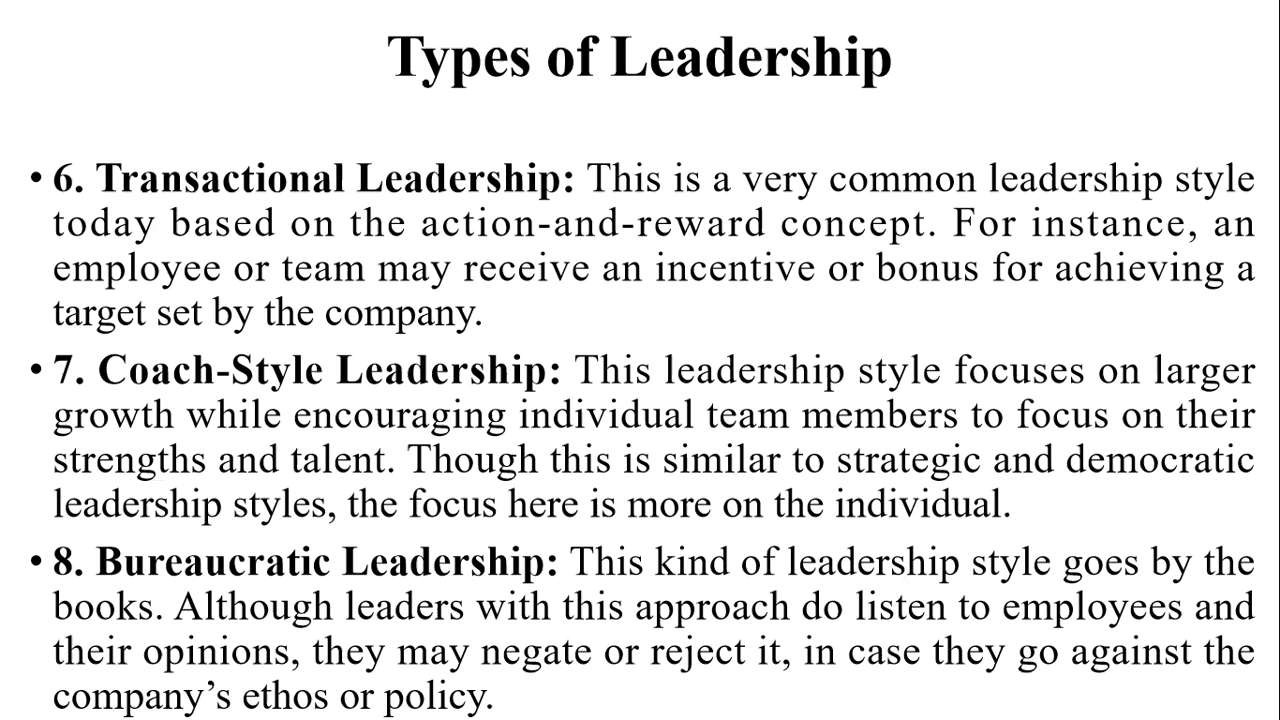 Types of Leadership
• 6. Transactional Leadership: This is a very common leadership style
today based on the action-and-reward concept. For instance, an
employee or team may receive an incentive or bonus for achieving a
target set by the company.
• 7. Coach-Style Leadership: This leadership style focuses on larger
growth while encouraging individual team members to focus on their
strengths and talent. Though this is similar to strategic and democratic
leadership styles, the focus here is more on the individual.
• 8. Bureaucratic Leadership: This kind of leadership style goes by the
books. Although leaders with this approach do listen to employees and
their opinions, they may negate or reject it, in case they go against the
company’s ethos or policy.